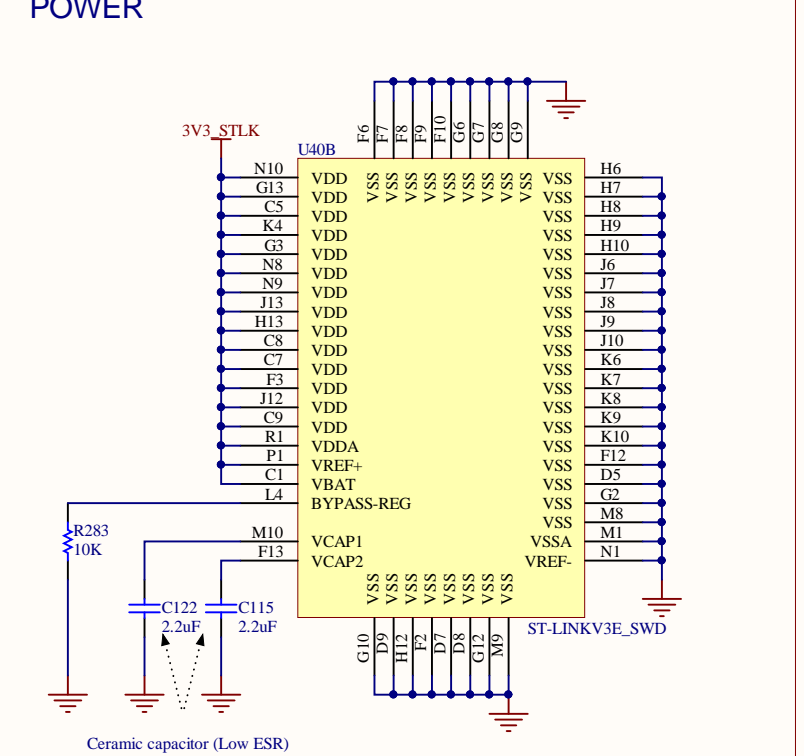 POWER
3V3_STLK
U40B
F6 F7 F8 F9 F10 G6 G7 G8 G9
VSS VSS VSS VSS VSS VSS VSS VSS VSS
N10 VDD VSS H6
G13 VDD VSS H7
C5 VDD VSS H8
K4 VDD VSS H9
G3 VDD VSS H10
N8 VDD VSS J6
N9 VDD VSS J7
J13 VDD VSS J8
H13 VDD VSS J9
C8 VDD VSS J10
C7 VDD VSS K6
F3 VDD VSS K7
J12 VDD VSS K8
C9 VDD VSS K9
R1 VDDA VSS K10
P1 VREF+ VSS F12
C1 VBAT VSS D5
L4 BYPASS-REG VSS G2
VSS M8
M10 VCAP1 VSSA M1
F13 VCAP2 VREF- N1
R283
10K
C122
2.2uF
C115
2.2uF
VSS VSS VSS VSS VSS VSS VSS VSS
G10 D9 H12 F2 D7 D8 G12 M9
ST-LINKV3E_SWD
Ceramic capacitor (Low ESR)